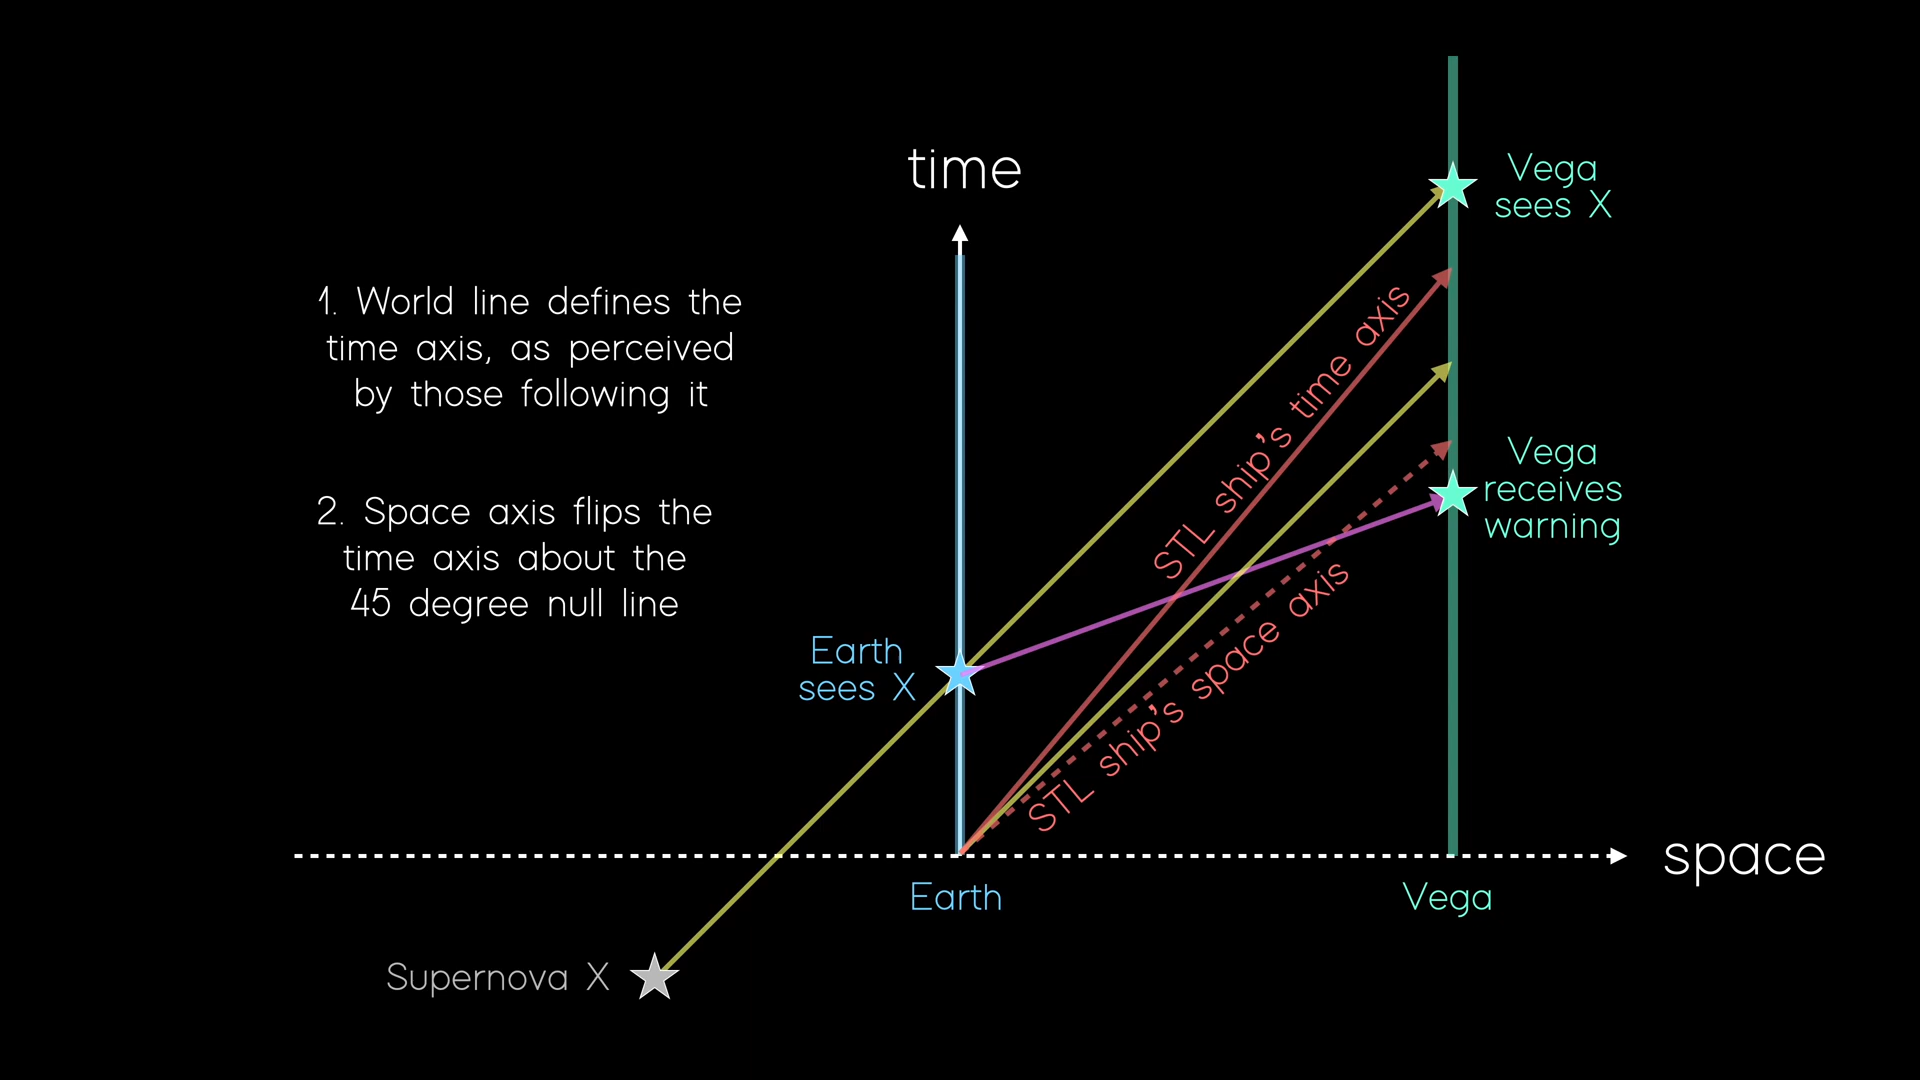 time
Vega
sees X
1. World line defines the
time axis, as perceived
by those following it
STL ship's time axis
Vega
receives
warning
2. Space axis flips the
time axis about the
45 degree null line
STL ship's space axis
Earth
sees X
space
Earth
Vega
Supernova X